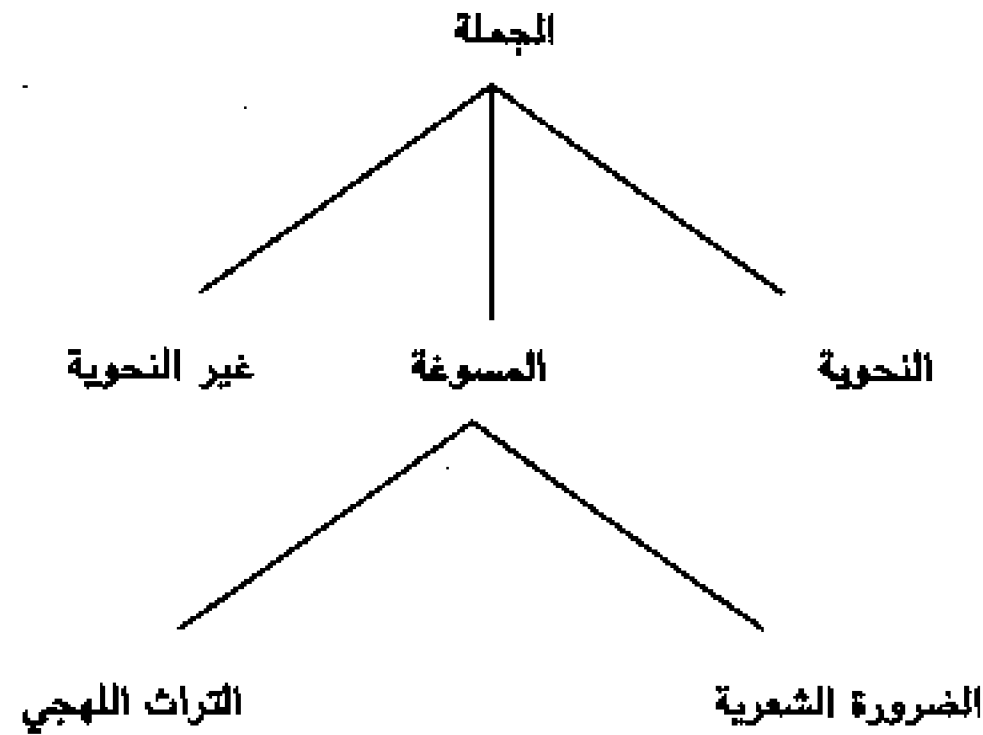 الجملة
النحوية المسوغة غير النحوية
الضرورة الشعرية التراث اللهجي